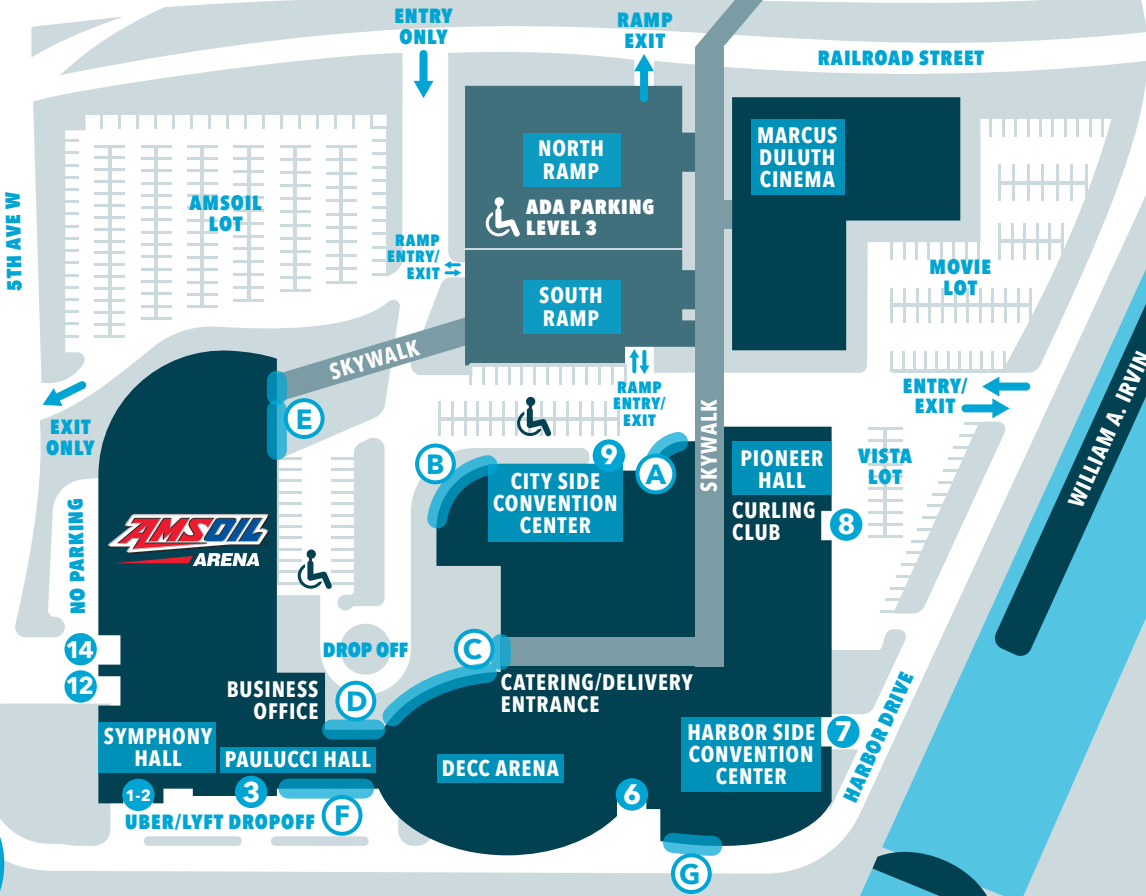 ENTRY
ONLY
RAMP
EXIT
RAILROAD STREET
NORTH
RAMP
MARCUS
DULUTH
CINEMA
ADA PARKING
LEVEL 3
AMSOIL
LOT
5TH AVE W
RAMP
ENTRY/
EXIT
SOUTH
RAMP
MOVIE
LOT
SKYWALK
RAMP
ENTRY/
EXIT
ENTRY/
EXIT
WILLIAM A. IRVIN
EXIT
ONLY
E
SKYWALK
B
9
A
CITY SIDE
CONVENTION
CENTER
PIONEER
HALL
VISTA
LOT
CURLING
CLUB
8
AMSOIL
ARENA
NO PARKING
14
12
DROP OFF
C
CATERING/DELIVERY
ENTRANCE
BUSINESS
OFFICE
D
SYMPHONY
HALL
PAULUCCI HALL
DECC ARENA
HARBOR SIDE
CONVENTION
CENTER
7
HARBOR DRIVE
1-2
3
6
UBER/LYFT DROPOFF
F
G